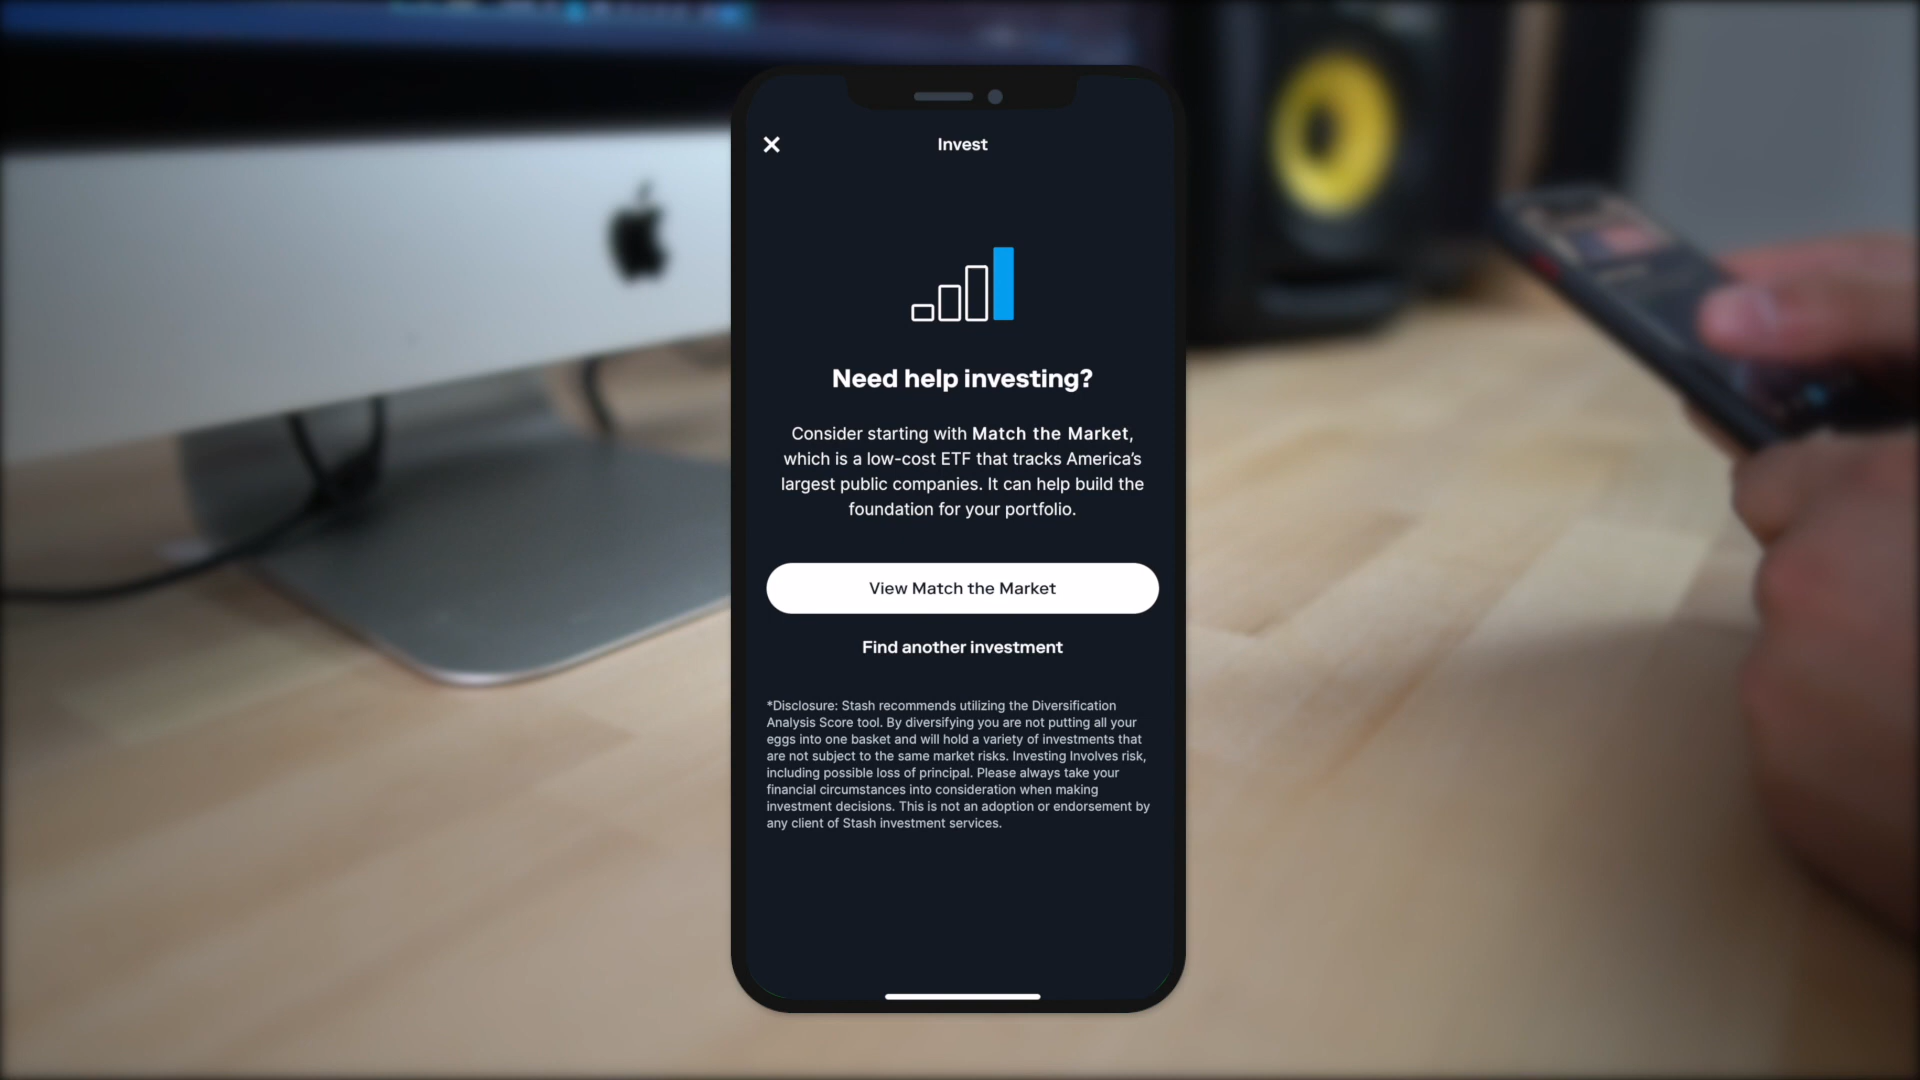 Invest
Need help investing?
Consider starting with Match the Market,
which is a low-cost ETF that tracks America's
largest public companies. It can help build the
foundation for your portfolio.
View Match the Market
Find another investment
*Disclosure: Stash recommends utilizing the Diversification
Analysis Score tool. By diversifying you are not putting all your
eggs into one basket and will hold a variety of investments that
are not subject to the same market risks. Investing Involves risk,
including possible loss of principal. Please always take your
financial circumstances into consideration when making
investment decisions. This is not an adoption or endorsement by
any client of Stash investment services.